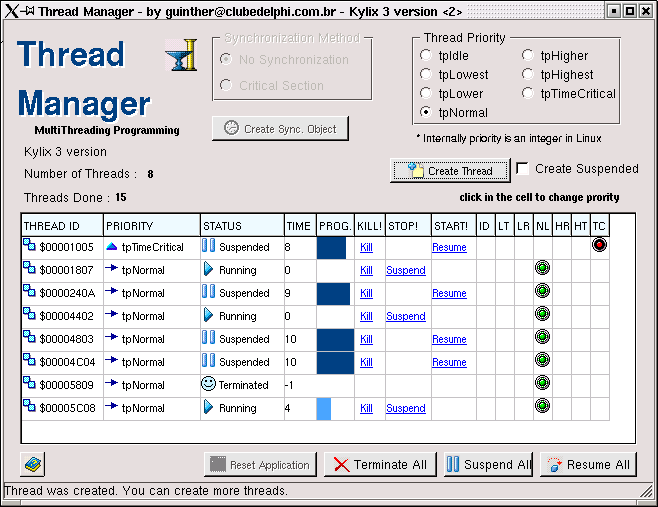 Thread Manager - by guinther@clubedelphi.com.br - Kylix 3 version <2>
Thread
Manager
MultiThreading Programming
Kylix 3 version
Number of Threads : 8
Threads Done : 15
Synchronization Method
No Synchronization
Critical Section
Create Sync. Object
Thread Priority
tpIdle tpHigher
tpLowest tpHighest
tpLower tpTimeCritical
tpNormal
* Internally priority is an integer in Linux
Create Thread Create Suspended
click in the cell to change priority
THREAD ID PRIORITY STATUS TIME PROG. KILL! STOP! START! ID LT LR NL HR HT TC
$00001005 tpTimeCritical Suspended 8 Kill Resume
$00001807 tpNormal Running 0 Kill Suspend
$0000240A tpNormal Suspended 9 Kill Resume
$00004402 tpNormal Running 0 Kill Suspend
$00004803 tpNormal Suspended 10 Kill Resume
$00004C04 tpNormal Suspended 10 Kill Resume
$00005809 tpNormal Terminated -1
$00005C08 tpNormal Running 4 Kill Suspend
Reset Application Terminate All Suspend All Resume All
Thread was created. You can create more threads.